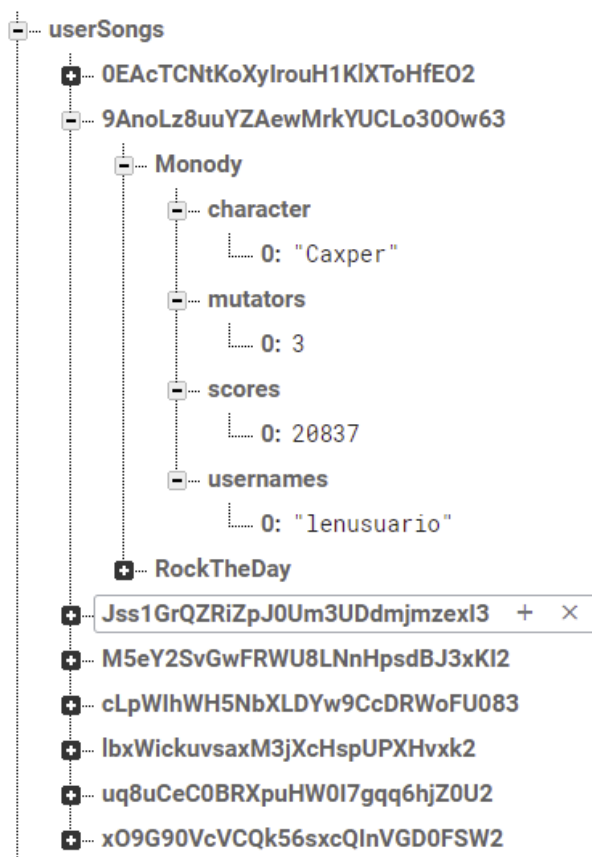 userSongs
0EAcTCNtKoXyIrouH1KlXToHfEO2
9AnoLz8uuYZAewMrkYUCLo30Ow63
Monody
character
0: "Caxper"
mutators
0: 3
scores
0: 20837
usernames
0: "lenusuario"
RockTheDay
Jss1GrQZRiZpJ0Um3UDdmjmzexI3 + ×
M5eY2SvGwFRWU8LNnHpsdBJ3xKI2
cLpWIhWH5NbXLDYw9CcDRWoFU083
lbxWickuvsaxM3jXcHspUPXHvxk2
uq8uCeC0BRXpuHW0I7gqq6hjZ0U2
xO9G90VcVCQk56sxcQInVGD0FSW2